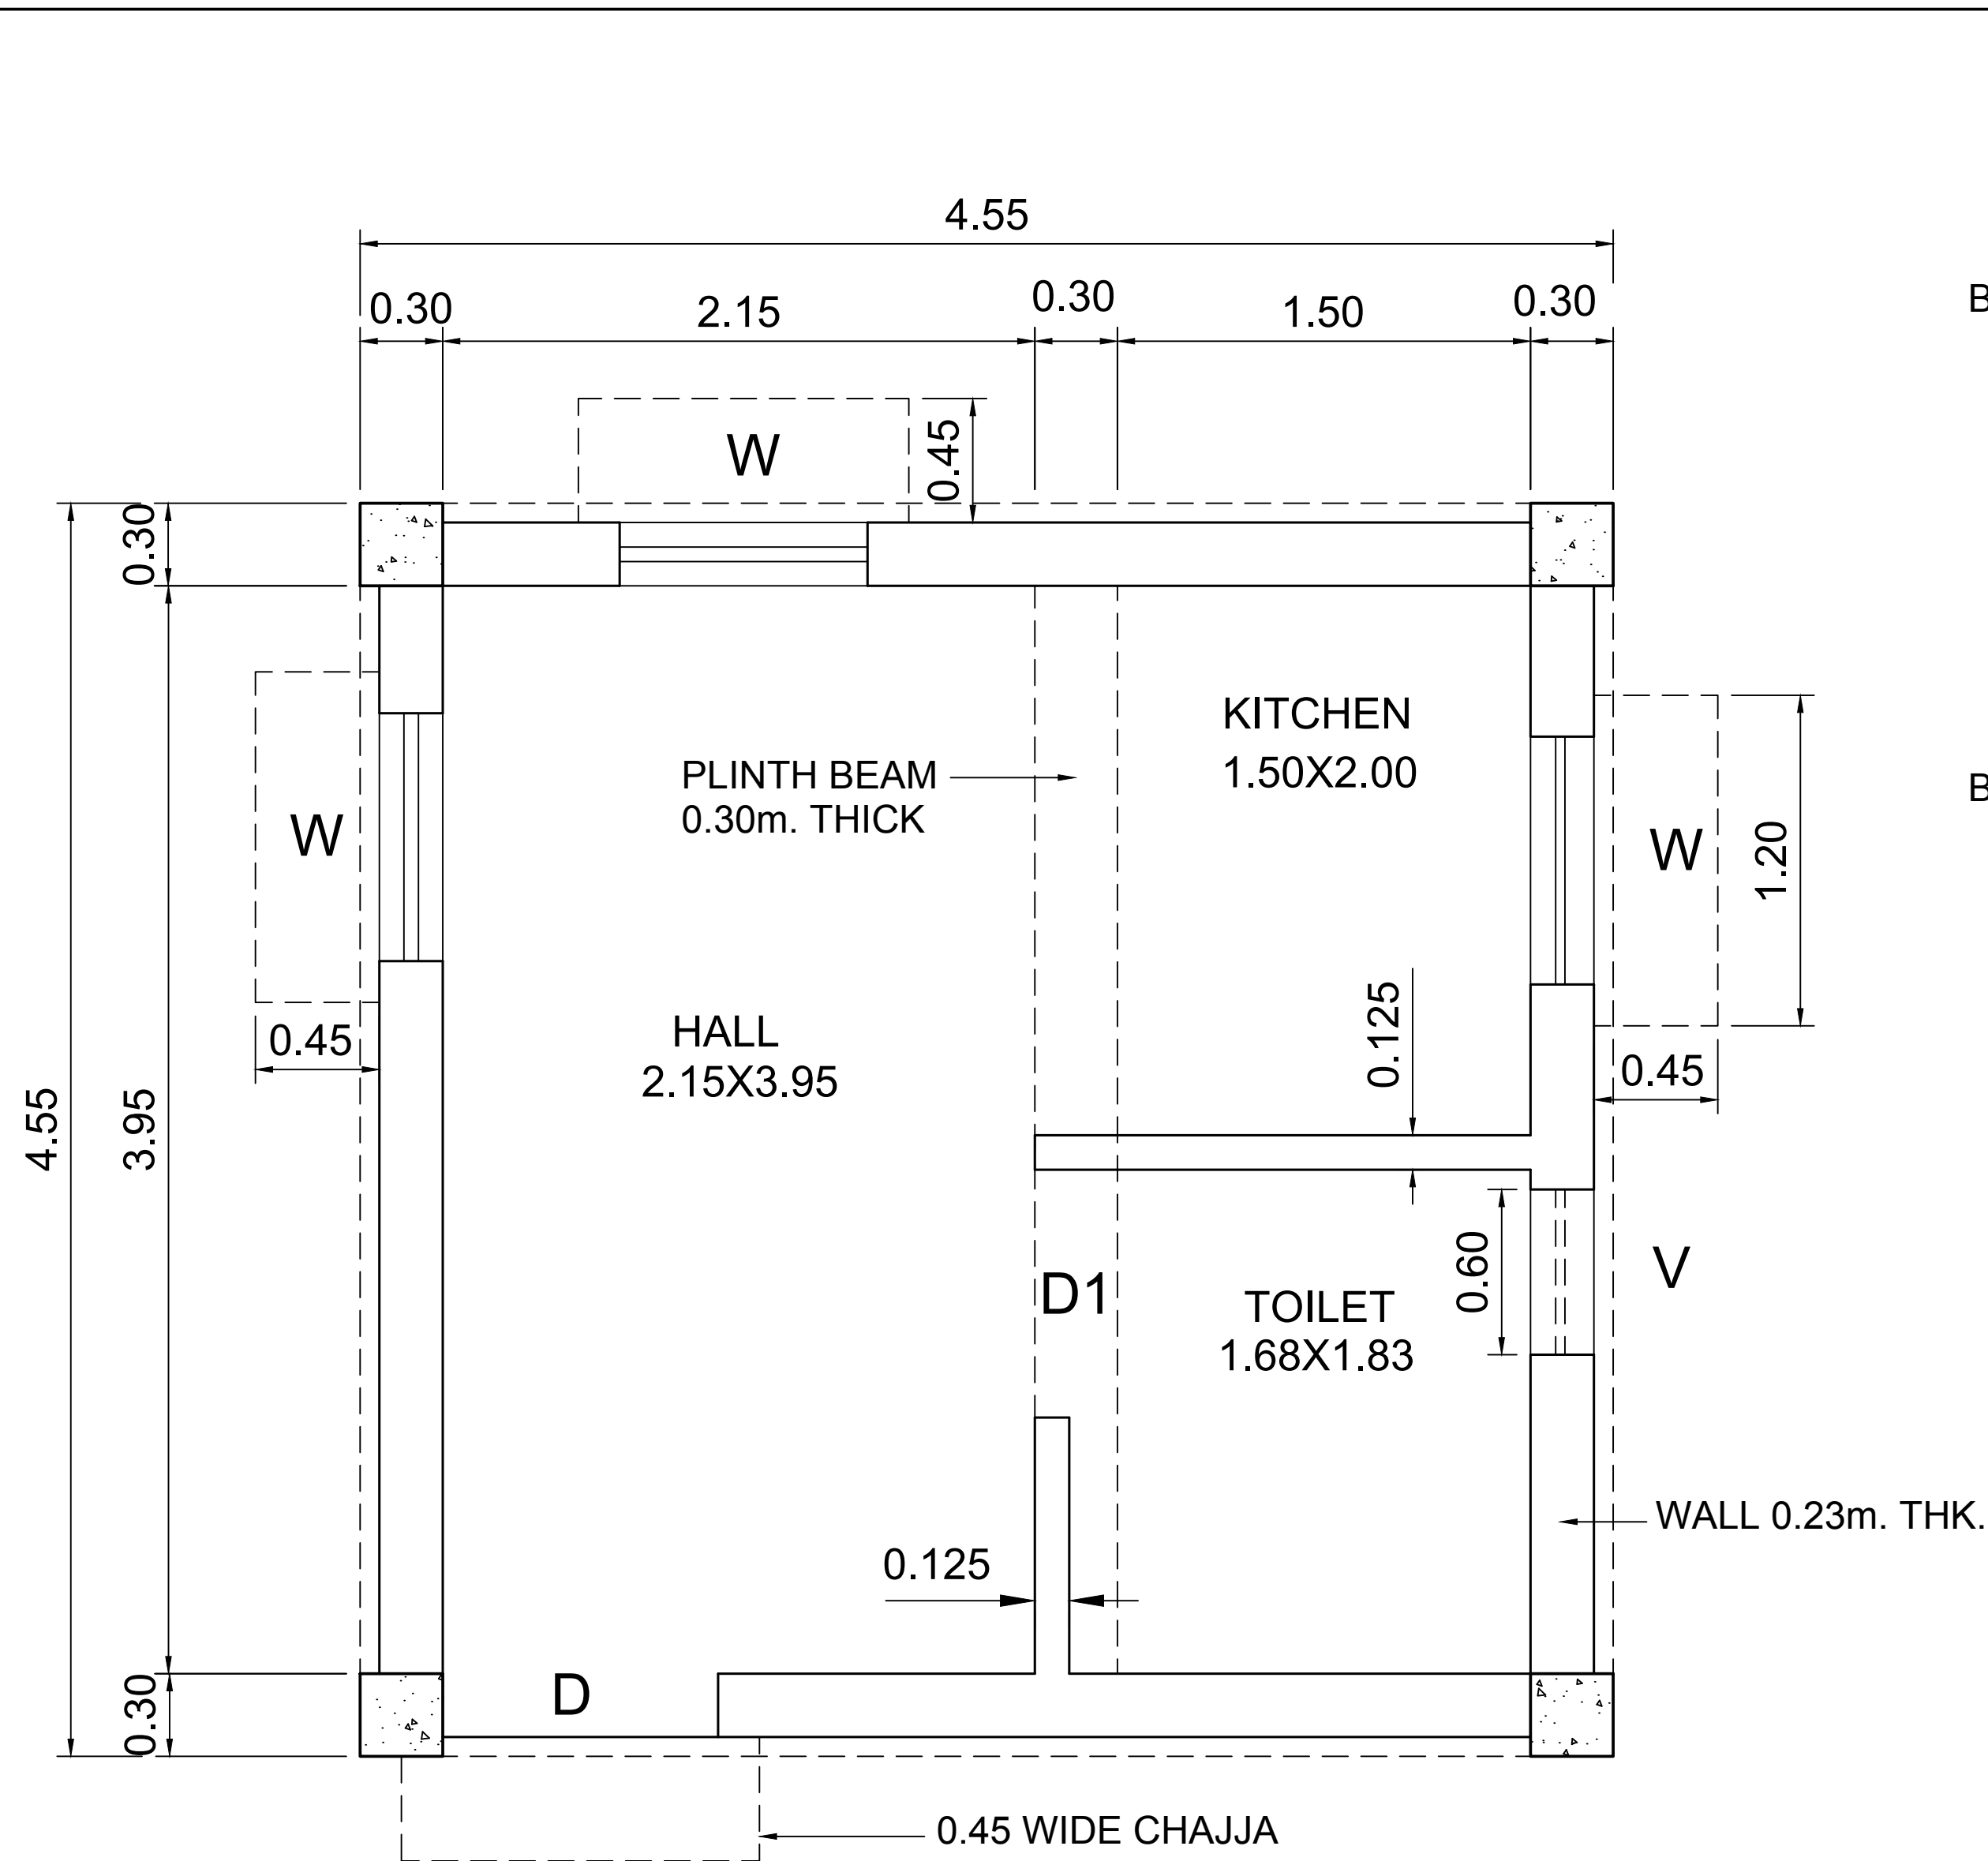 4.55
0.30
2.15
0.30
1.50
0.30
B
W
0.45
0.30
KITCHEN
1.50X2.00
PLINTH BEAM
0.30m. THICK
B
W
W
1.20
0.125
HALL
2.15X3.95
0.45
0.45
4.55
3.95
0.60
V
D1
TOILET
1.68X1.83
WALL 0.23m. THK.
0.125
D
0.30
0.45 WIDE CHAJJA